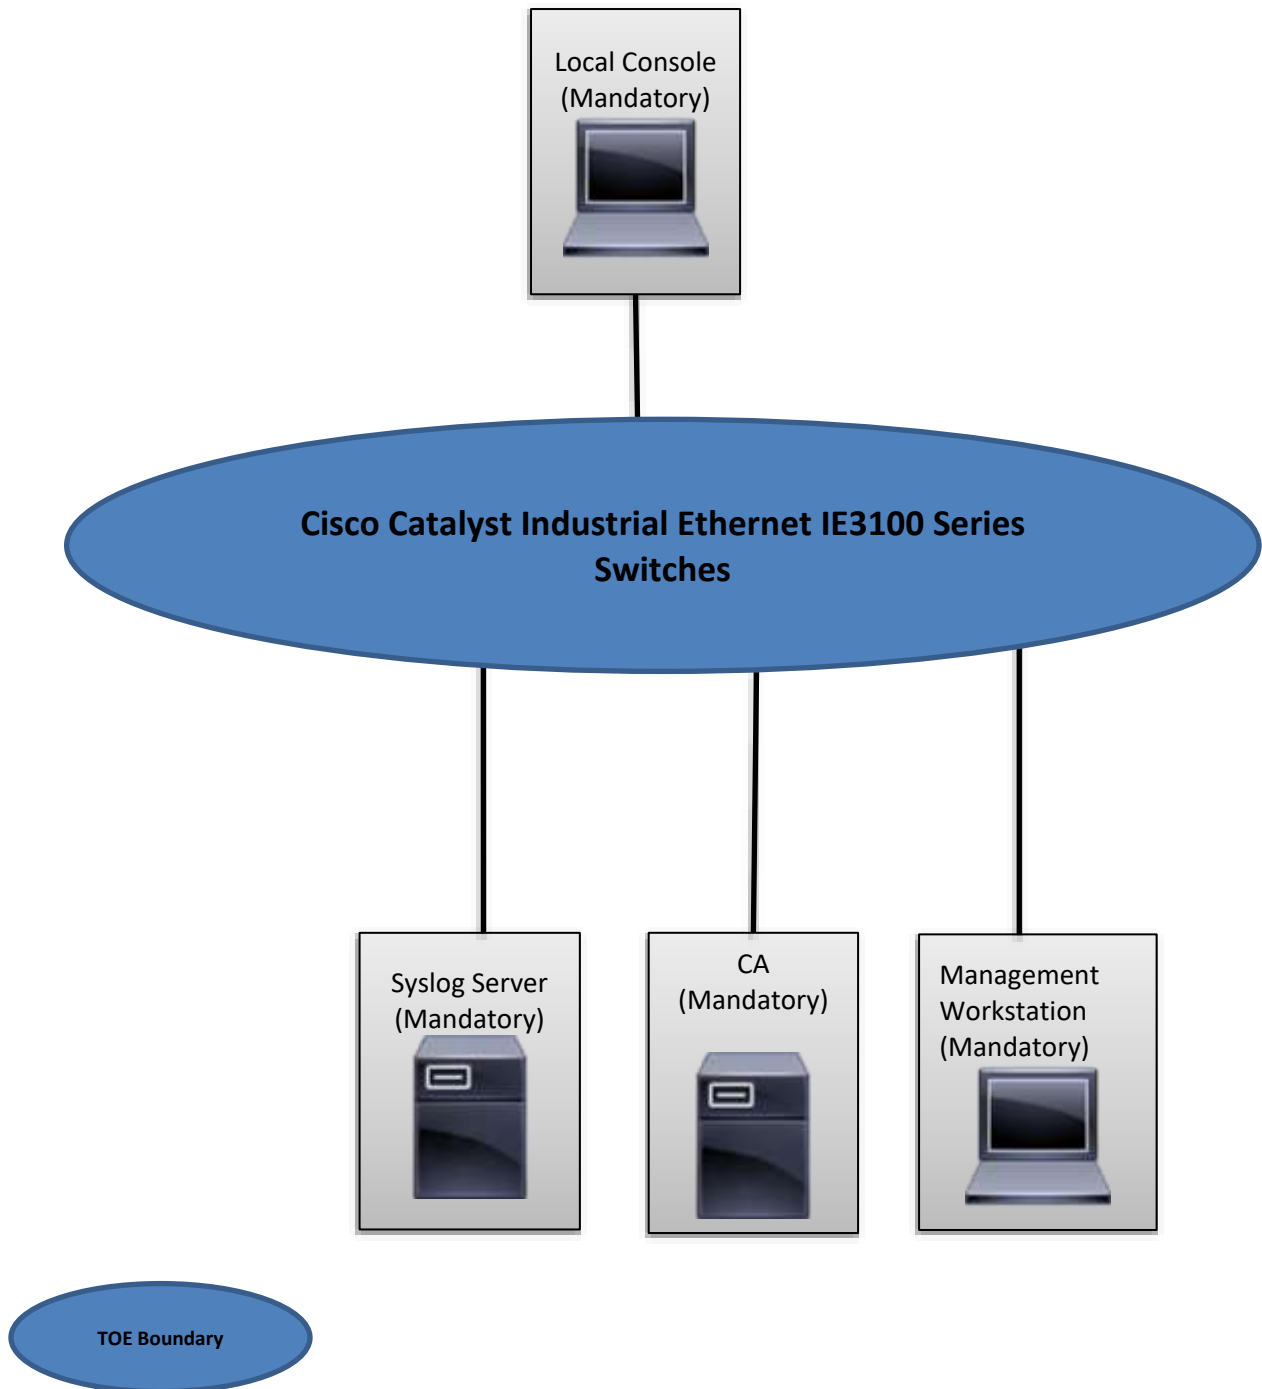 Local Console
(Mandatory)
Cisco Catalyst Industrial Ethernet IE3100 Series
Switches
Syslog Server
(Mandatory)
CA
(Mandatory)
Management
Workstation
(Mandatory)
TOE Boundary